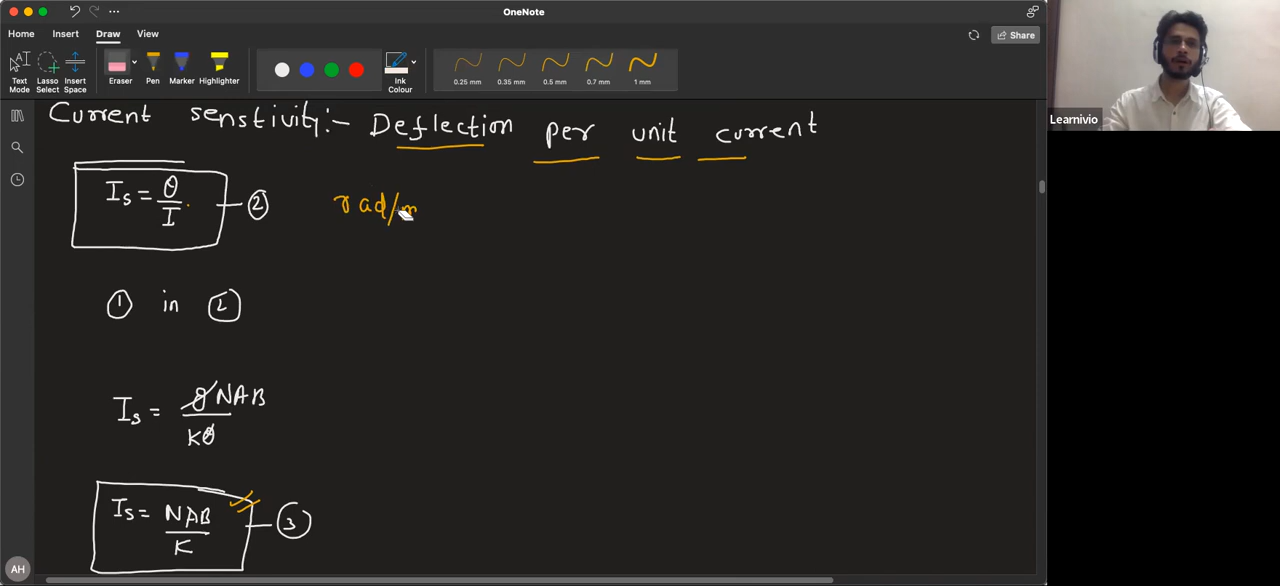 OneNote
Home Insert Draw View
Share
Text Mode Lasso Select Insert Space Eraser Pen Marker Highlighter Ink Colour 0.25 mm 0.35 mm 0.5 mm 0.7 mm 1 mm
Learnivio
Current senstivity:- Deflection per unit current
Is = θ/I. — ②
rad/
① in ②
Is = θNAB/Kθ
Is = NAB/K — ③
AH